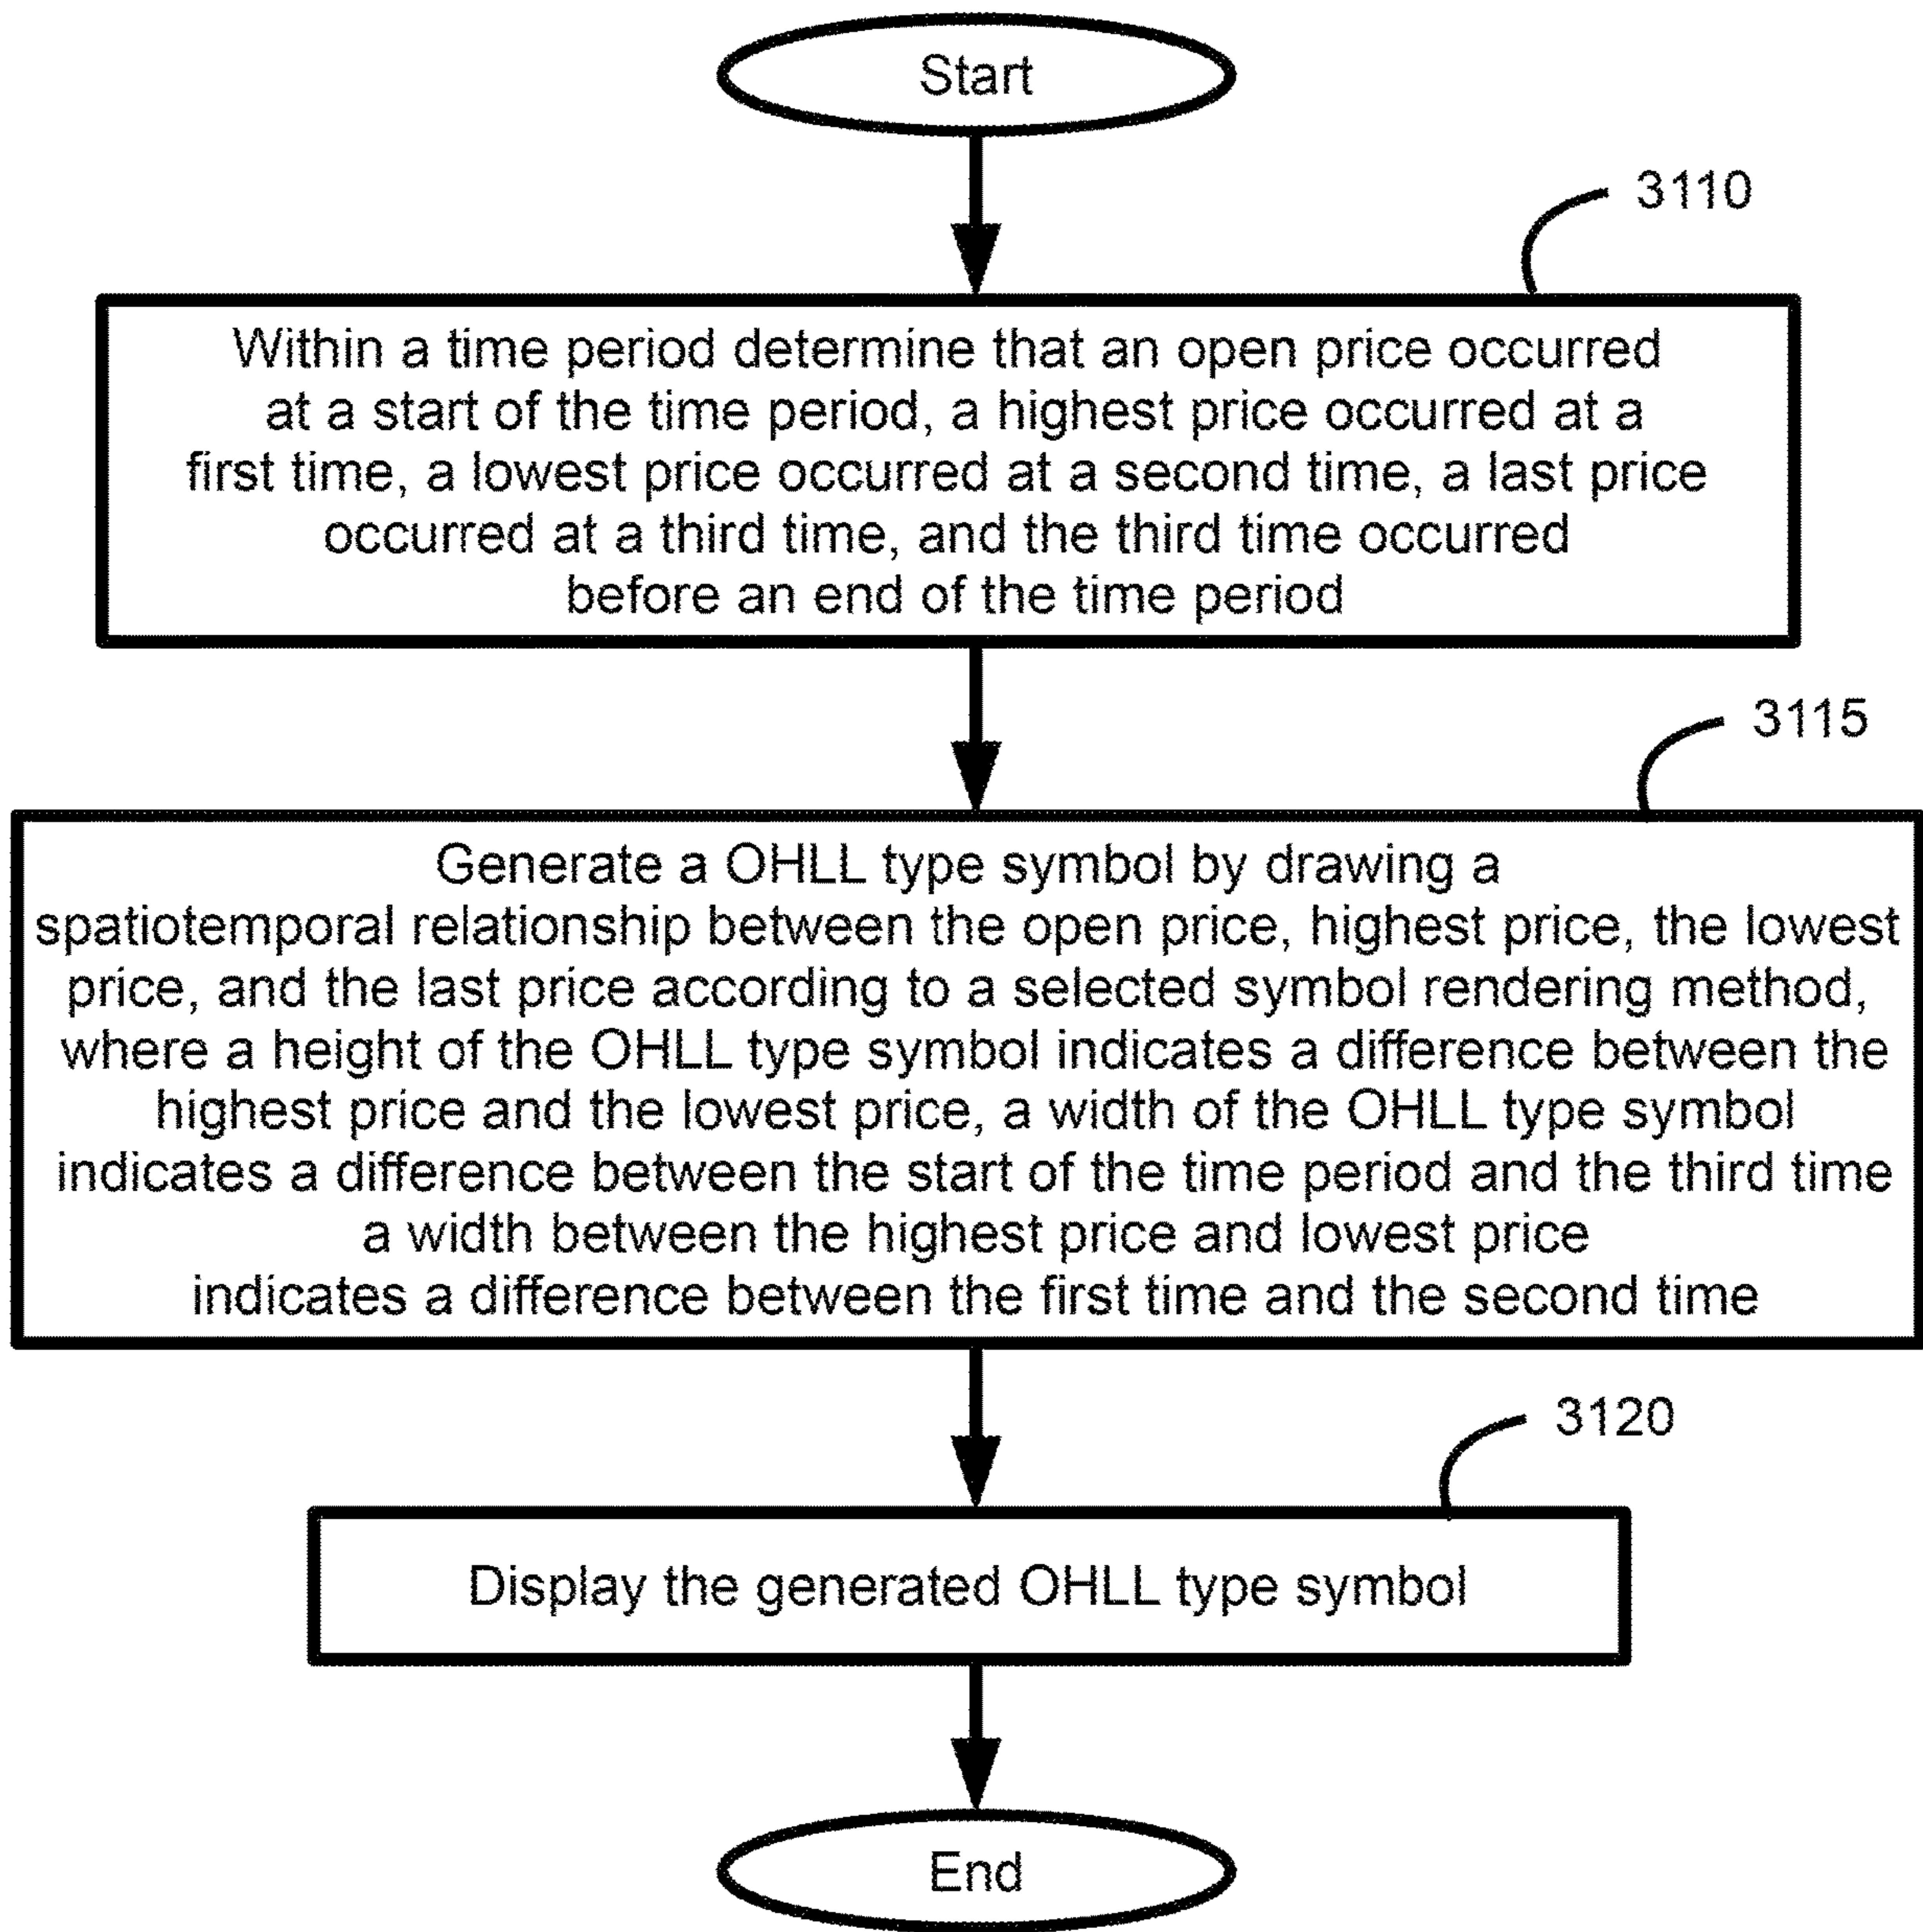 Start
3110
Within a time period determine that an open price occurred
at a start of the time period, a highest price occurred at a
first time, a lowest price occurred at a second time, a last price
occurred at a third time, and the third time occurred
before an end of the time period
3115
Generate a OHLL type symbol by drawing a
spatiotemporal relationship between the open price, highest price, the lowest
price, and the last price according to a selected symbol rendering method,
where a height of the OHLL type symbol indicates a difference between the
highest price and the lowest price, a width of the OHLL type symbol
indicates a difference between the start of the time period and the third time
a width between the highest price and lowest price
indicates a difference between the first time and the second time
3120
Display the generated OHLL type symbol
End